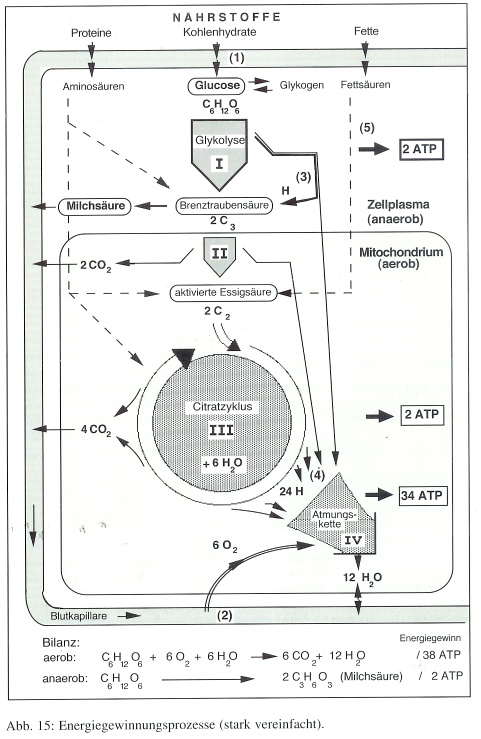 NÄHRSTOFFE
Proteine Kohlenhydrate Fette
(1)
Aminosäuren Glucose Glykogen Fettsäuren
C6H12O6
Glykolyse
I
(5)
2 ATP
(3)
H
Milchsäure Brenztraubensäure
2 C3
Zellplasma
(anaerob)
II
Mitochondrium
(aerob)
2 CO2
aktivierte Essigsäure
2 C2
Citratzyklus
III
+ 6 H2O
4 CO2
2 ATP
(4)
24 H
34 ATP
Atmungs-
kette
IV
6 O2
12 H2O
Blutkapillare
(2)
Bilanz: Energiegewinn
aerob: C6H12O6 + 6 O2 + 6 H2O 6 CO2 + 12 H2O / 38 ATP
anaerob: C6H12O6 2 C3H6O3 (Milchsäure) / 2 ATP
Abb. 15: Energiegewinnungsprozesse (stark vereinfacht).